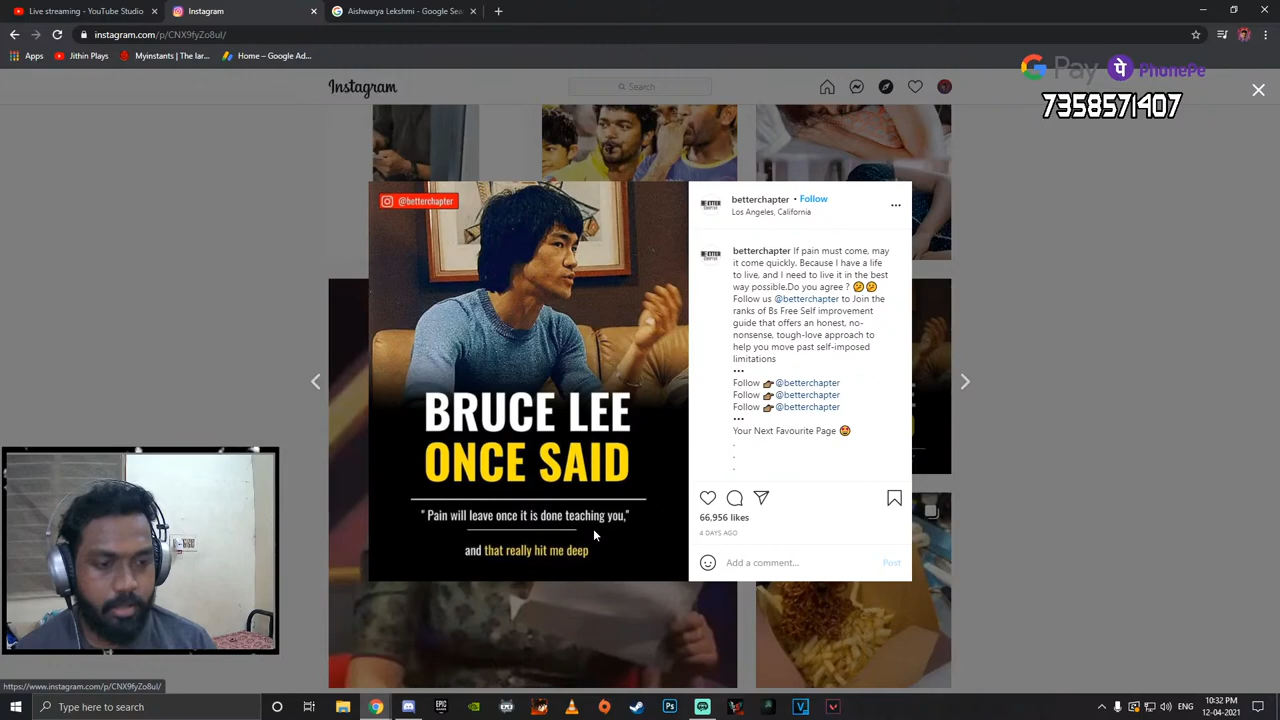 Live streaming - YouTube Studio
Instagram
Aishwarya Lekshmi - Google Sea
instagram.com/p/CNX9fyZo8ul/
Apps
Jithin Plays
Myinstants | The lar...
Home – Google Ad...
G Pay PhonePe
7358571407
Instagram
Search
@betterchapter
BRUCE LEE
ONCE SAID
" Pain will leave once it is done teaching you,"
and that really hit me deep
betterchapter • Follow
Los Angeles, California
betterchapter If pain must come, may
it come quickly. Because I have a life
to live, and I need to live it in the best
way possible.Do you agree ? 😕😕
Follow us @betterchapter to Join the
ranks of Bs Free Self improvement
guide that offers an honest, no-
nonsense, tough-love approach to
help you move past self-imposed
limitations
•••
Follow 👉 @betterchapter
Follow 👉 @betterchapter
Follow 👉 @betterchapter
•••
Your Next Favourite Page
.
.
.
66,956 likes
4 DAYS AGO
Add a comment...
Post
https://www.instagram.com/p/CNX9fyZo8ul/
Type here to search
EPIC
Ps
ENG
10:32 PM
12-04-2021